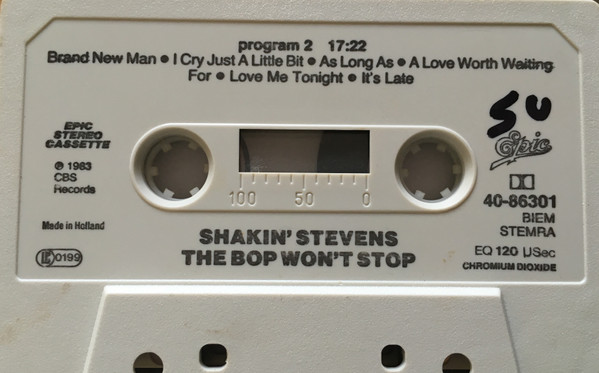 program 2 17:22
Brand New Man • I Cry Just A Little Bit • As Long As • A Love Worth Waiting
For • Love Me Tonight • It's Late
EPIC
STEREO
CASSETTE
℗ 1983
CBS
Records
Made in Holland
LC 0199
100 50 0
SU
Epic
40-86301
BIEM
STEMRA
EQ 120 µSec
CHROMIUM DIOXIDE
SHAKIN' STEVENS
THE BOP WON'T STOP